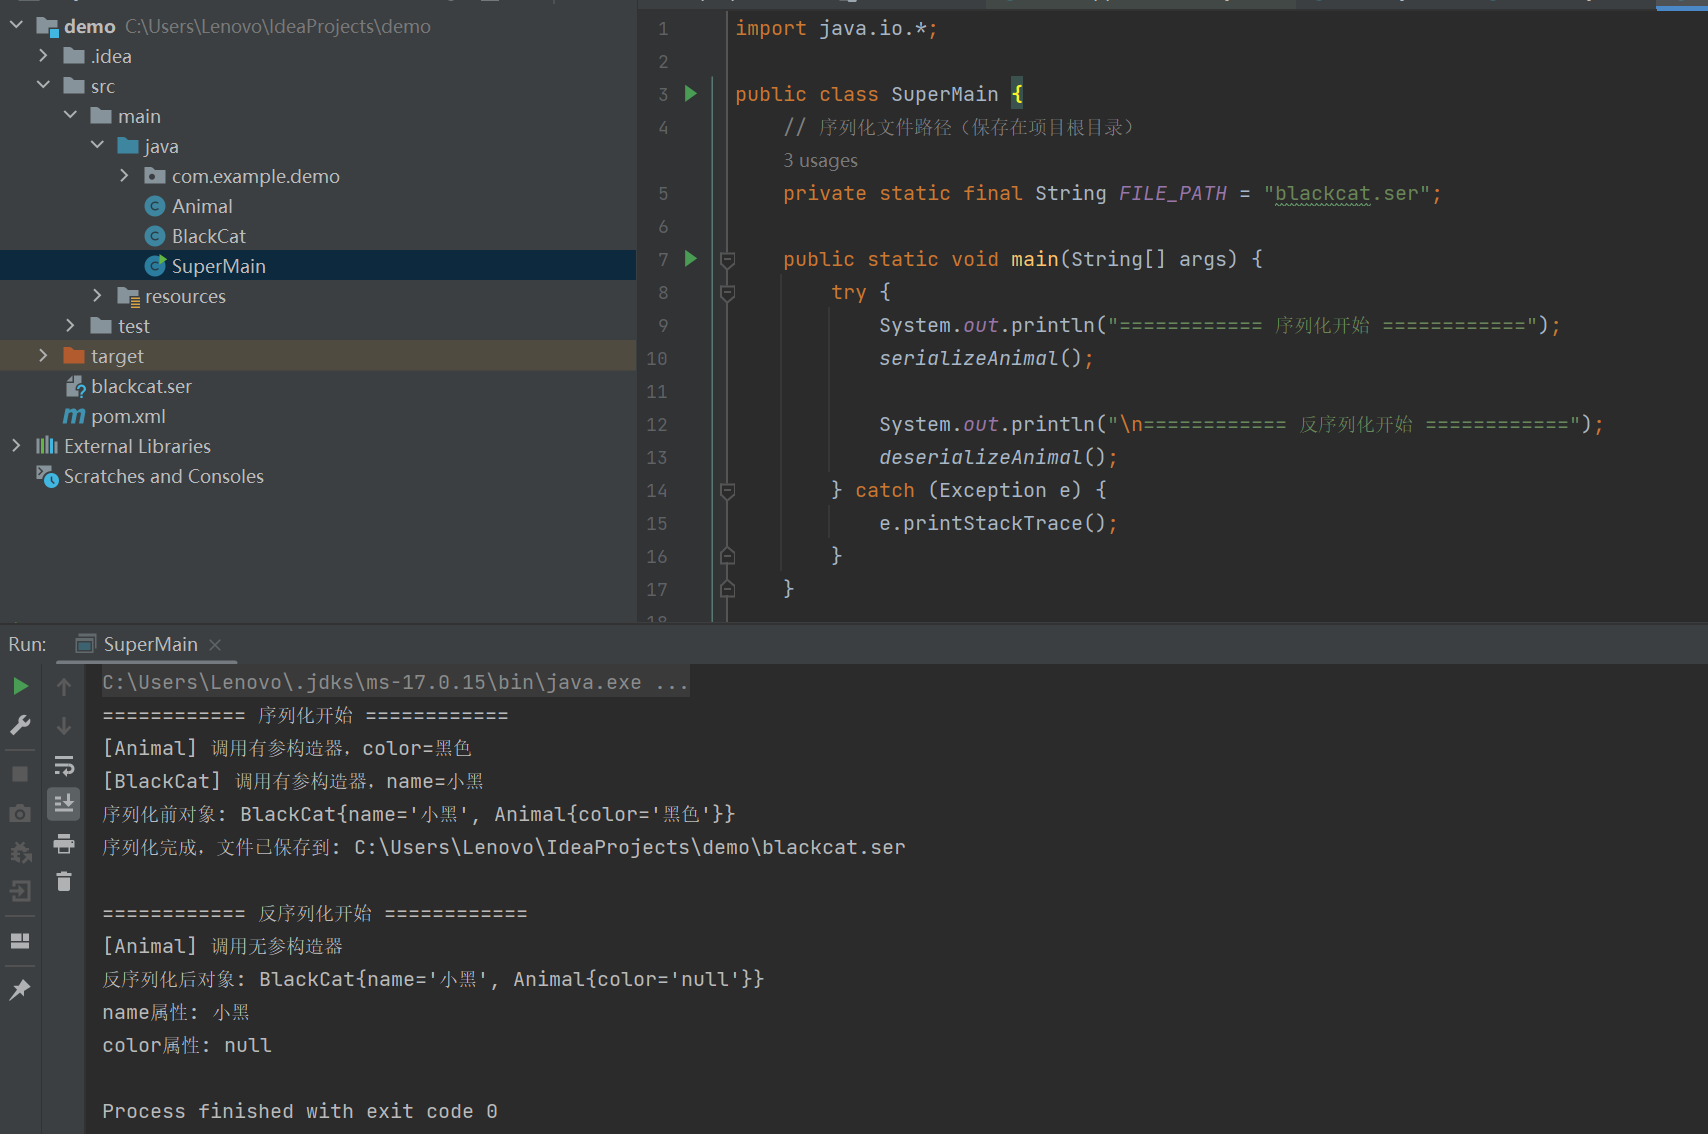 demo C:\Users\Lenovo\IdeaProjects\demo
.idea
src
main
java
com.example.demo
Animal
BlackCat
SuperMain
resources
test
target
blackcat.ser
pom.xml
External Libraries
Scratches and Consoles
1 import java.io.*;
2
3 public class SuperMain {
4 // 序列化文件路径（保存在项目根目录）
3 usages
5 private static final String FILE_PATH = "blackcat.ser";
6
7 public static void main(String[] args) {
8 try {
9 System.out.println("============ 序列化开始 ============");
10 serializeAnimal();
11
12 System.out.println("\n============ 反序列化开始 ============");
13 deserializeAnimal();
14 } catch (Exception e) {
15 e.printStackTrace();
16 }
17 }
Run: SuperMain
C:\Users\Lenovo\.jdks\ms-17.0.15\bin\java.exe ...
============ 序列化开始 ============
[Animal] 调用有参构造器，color=黑色
[BlackCat] 调用有参构造器，name=小黑
序列化前对象: BlackCat{name='小黑', Animal{color='黑色'}}
序列化完成，文件已保存到: C:\Users\Lenovo\IdeaProjects\demo\blackcat.ser
============ 反序列化开始 ============
[Animal] 调用无参构造器
反序列化后对象: BlackCat{name='小黑', Animal{color='null'}}
name属性: 小黑
color属性: null
Process finished with exit code 0